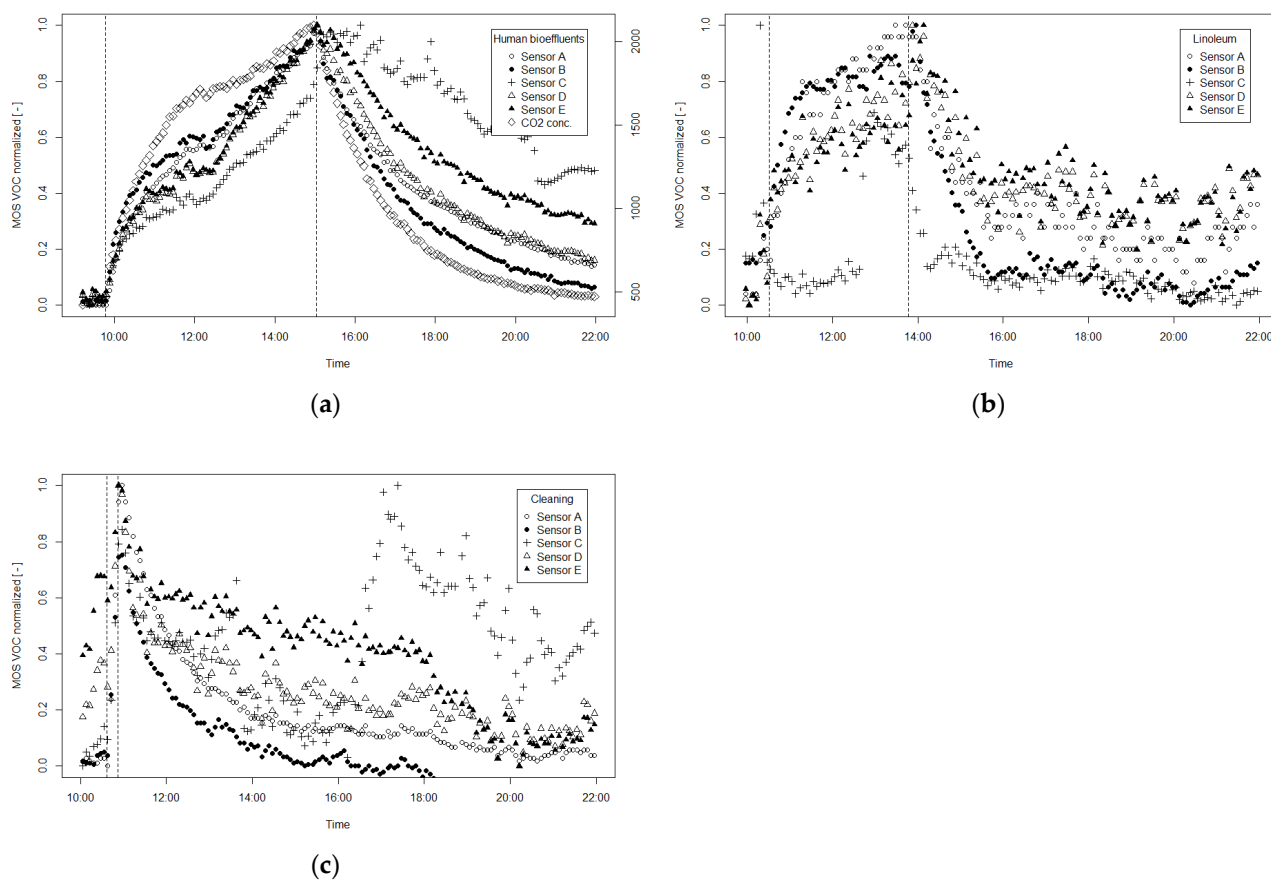 MOS VOC normalized [ - ]
0.0
0.2
0.4
0.6
0.8
1.0
Human bioeffluents
Sensor A
Sensor B
Sensor C
Sensor D
Sensor E
CO2 conc.
500
1000
1500
2000
10:00 12:00 14:00 16:00 18:00 20:00 22:00
Time
(a)
MOS VOC normalized [ - ]
0.0
0.2
0.4
0.6
0.8
1.0
Linoleum
Sensor A
Sensor B
Sensor C
Sensor D
Sensor E
10:00 12:00 14:00 16:00 18:00 20:00 22:00
Time
(b)
MOS VOC normalized [ - ]
0.0
0.2
0.4
0.6
0.8
1.0
Cleaning
Sensor A
Sensor B
Sensor C
Sensor D
Sensor E
10:00 12:00 14:00 16:00 18:00 20:00 22:00
Time
(c)